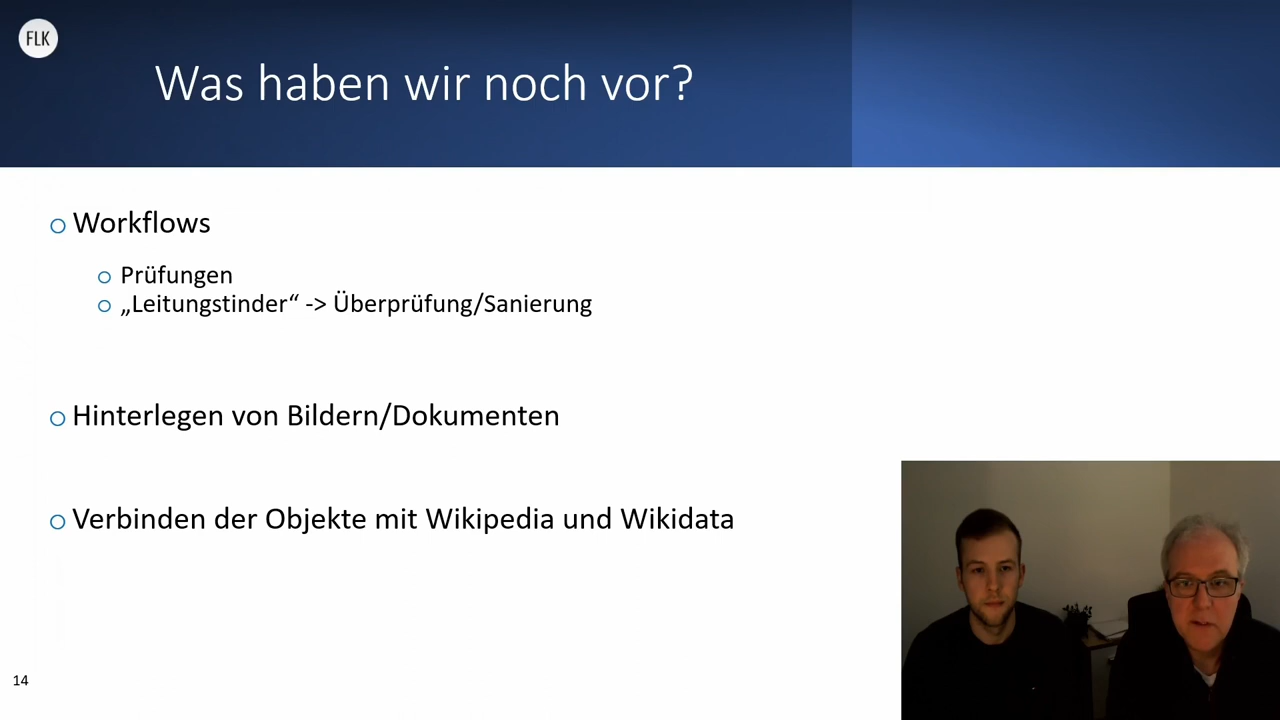 FLK
Was haben wir noch vor?
Workflows
Prüfungen
„Leitungstinder“ -> Überprüfung/Sanierung
Hinterlegen von Bildern/Dokumenten
Verbinden der Objekte mit Wikipedia und Wikidata
14